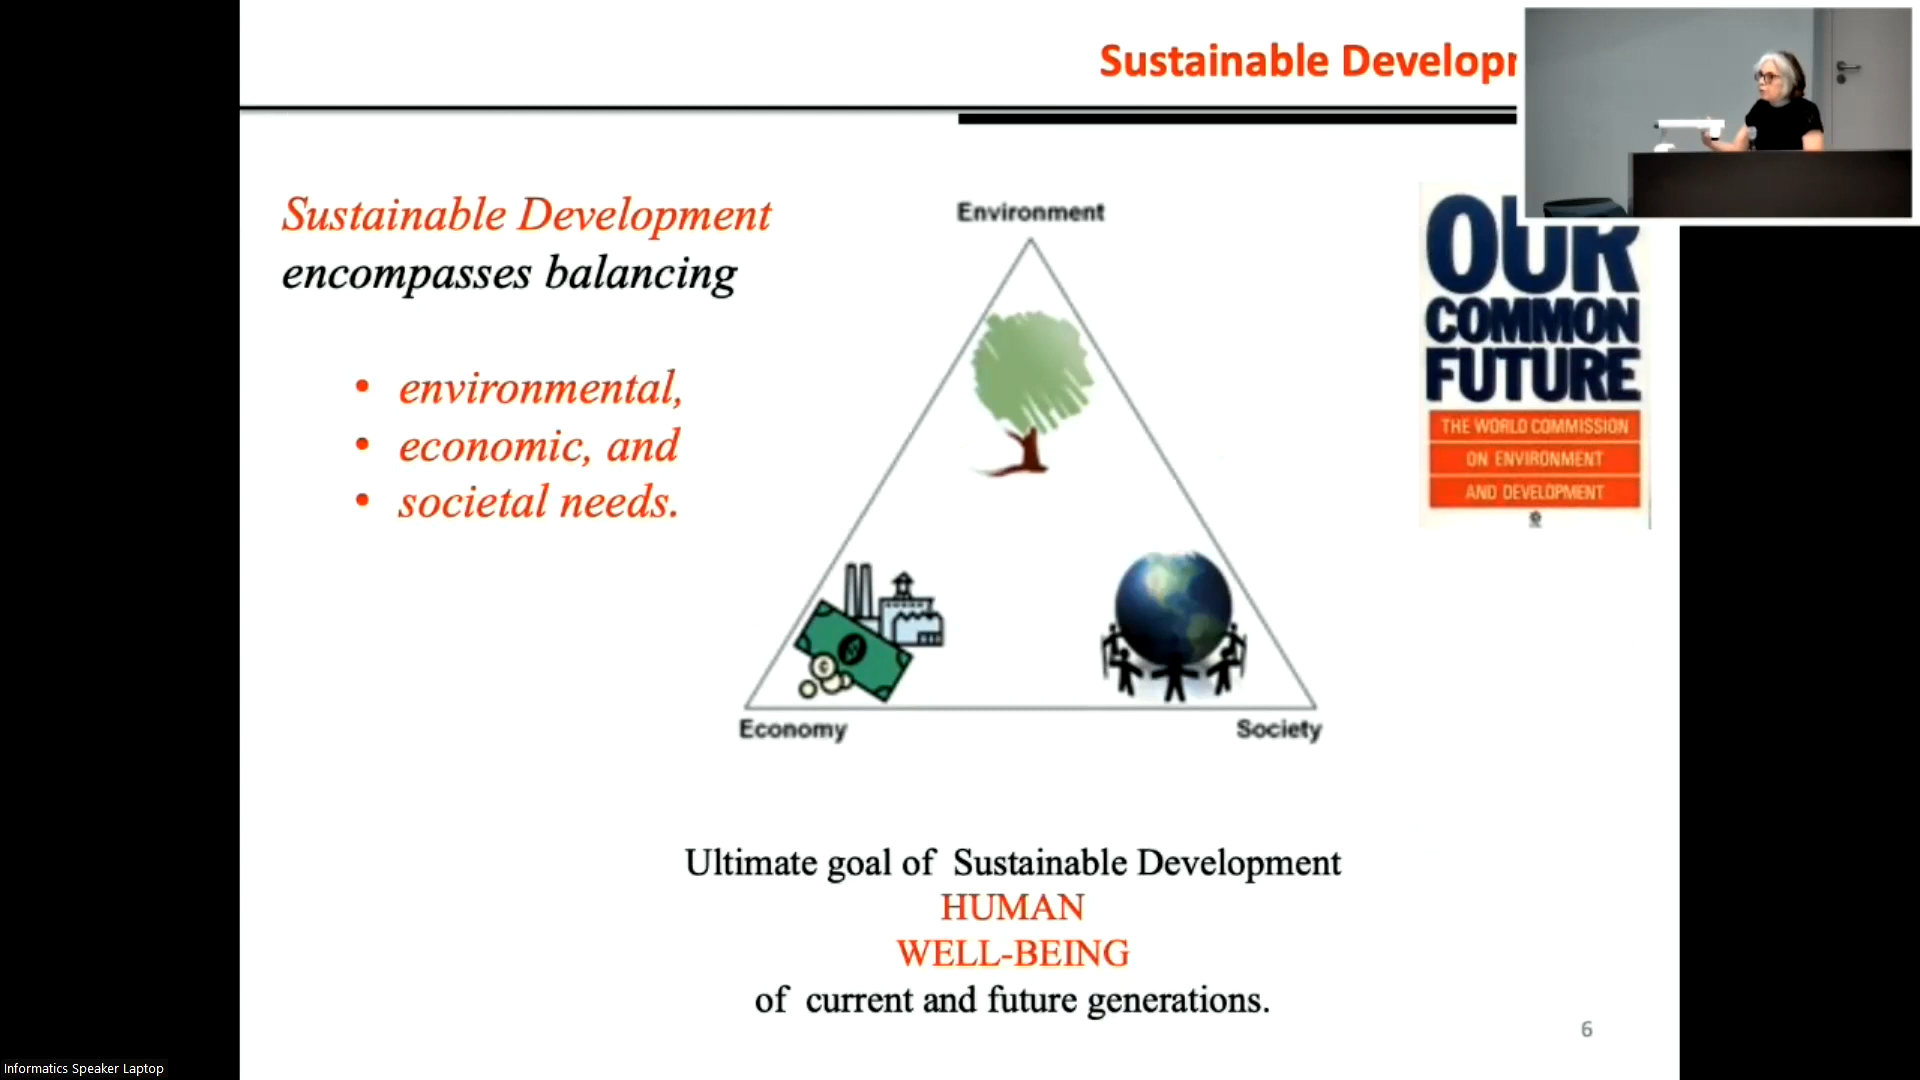 Sustainable Develop
Sustainable Development
encompasses balancing
• environmental,
• economic, and
• societal needs.
Environment
Economy
Society
OUR
COMMON
FUTURE
THE WORLD COMMISSION
ON ENVIRONMENT
AND DEVELOPMENT
Ultimate goal of Sustainable Development
HUMAN
WELL-BEING
of current and future generations.
6
Informatics Speaker Laptop